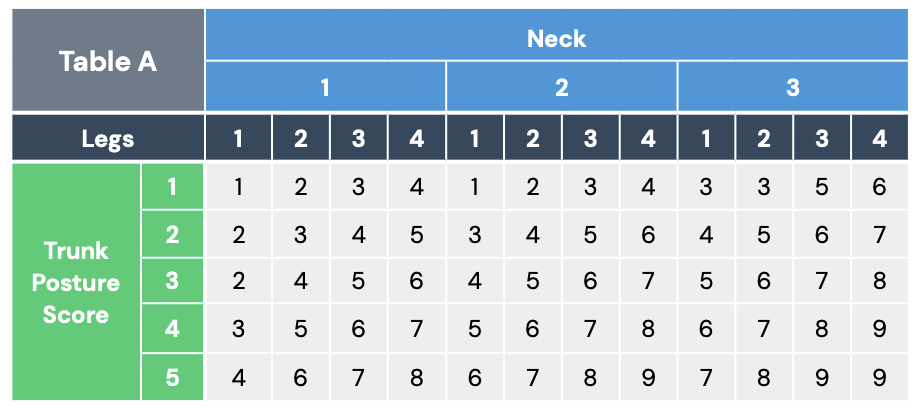 Table A
Neck
1 2 3
Legs 1 2 3 4 1 2 3 4 1 2 3 4
Trunk
Posture
Score
1 1 2 3 4 1 2 3 4 3 3 5 6
2 2 3 4 5 3 4 5 6 4 5 6 7
3 2 4 5 6 4 5 6 7 5 6 7 8
4 3 5 6 7 5 6 7 8 6 7 8 9
5 4 6 7 8 6 7 8 9 7 8 9 9